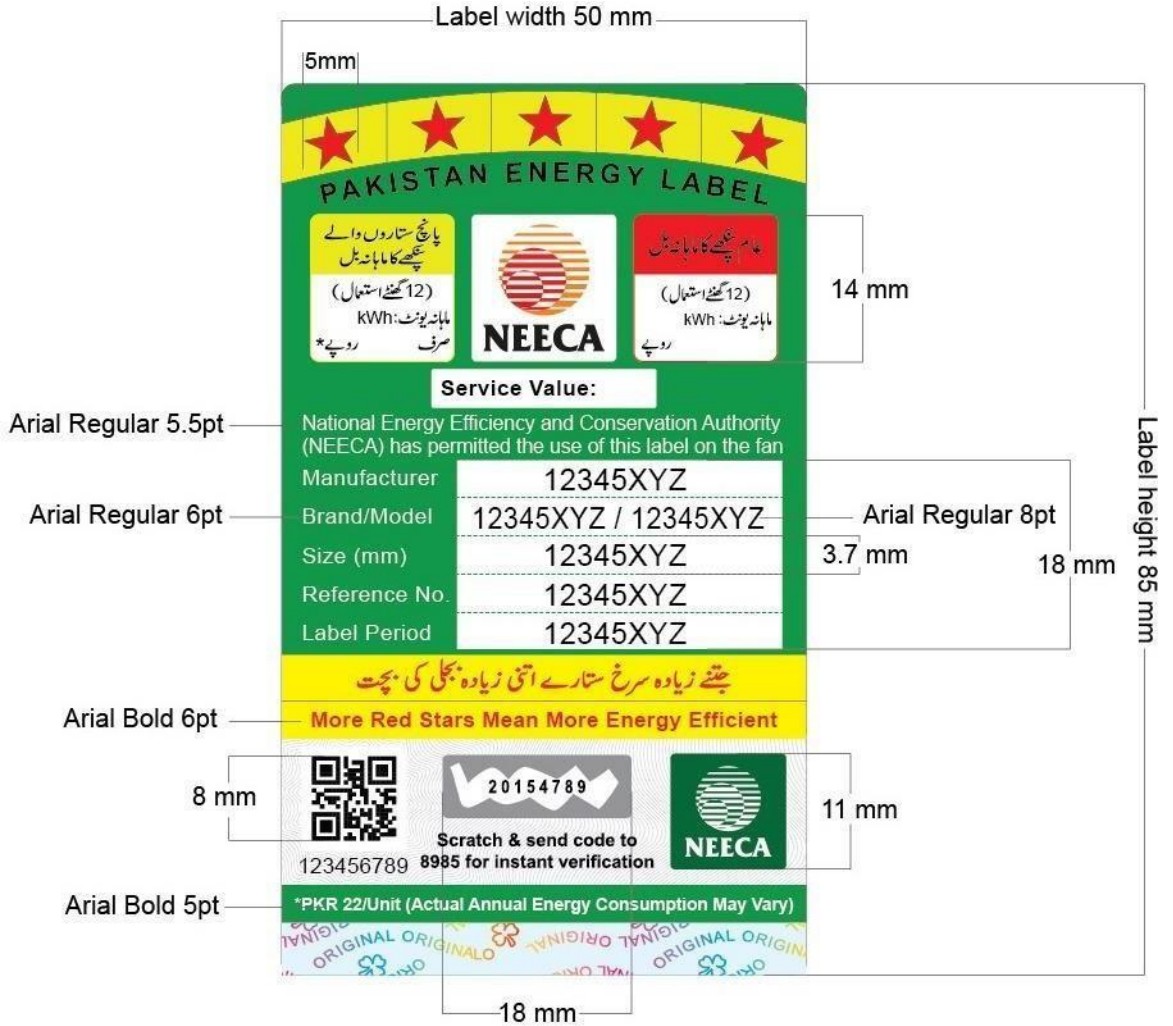 Label width 50 mm
5mm
PAKISTAN ENERGY LABEL
پانچ ستاروں والے
پنکھے کا ماہانہ بل
(12 گھنٹے استعمال)
ماہانہ یونٹ: kWh
صرف روپے*
NEECA
عام پنکھے کا ماہانہ بل
(12 گھنٹے استعمال)
ماہانہ یونٹ: kWh
روپے
14 mm
Service Value:
Arial Regular 5.5pt
National Energy Efficiency and Conservation Authority
(NEECA) has permitted the use of this label on the fan
Manufacturer 12345XYZ
Arial Regular 6pt
Brand/Model 12345XYZ / 12345XYZ
Arial Regular 8pt
Size (mm) 12345XYZ
3.7 mm
18 mm
Reference No. 12345XYZ
Label Period 12345XYZ
Label height 85 mm
جتنے زیادہ سرخ ستارے اتنی زیادہ بجلی کی بچت
Arial Bold 6pt
More Red Stars Mean More Energy Efficient
8 mm
123456789
20154789
Scratch & send code to
8985 for instant verification
NEECA
11 mm
Arial Bold 5pt
*PKR 22/Unit (Actual Annual Energy Consumption May Vary)
ORIGINAL ORIGINAL ORIGINAL ORIGINAL
18 mm